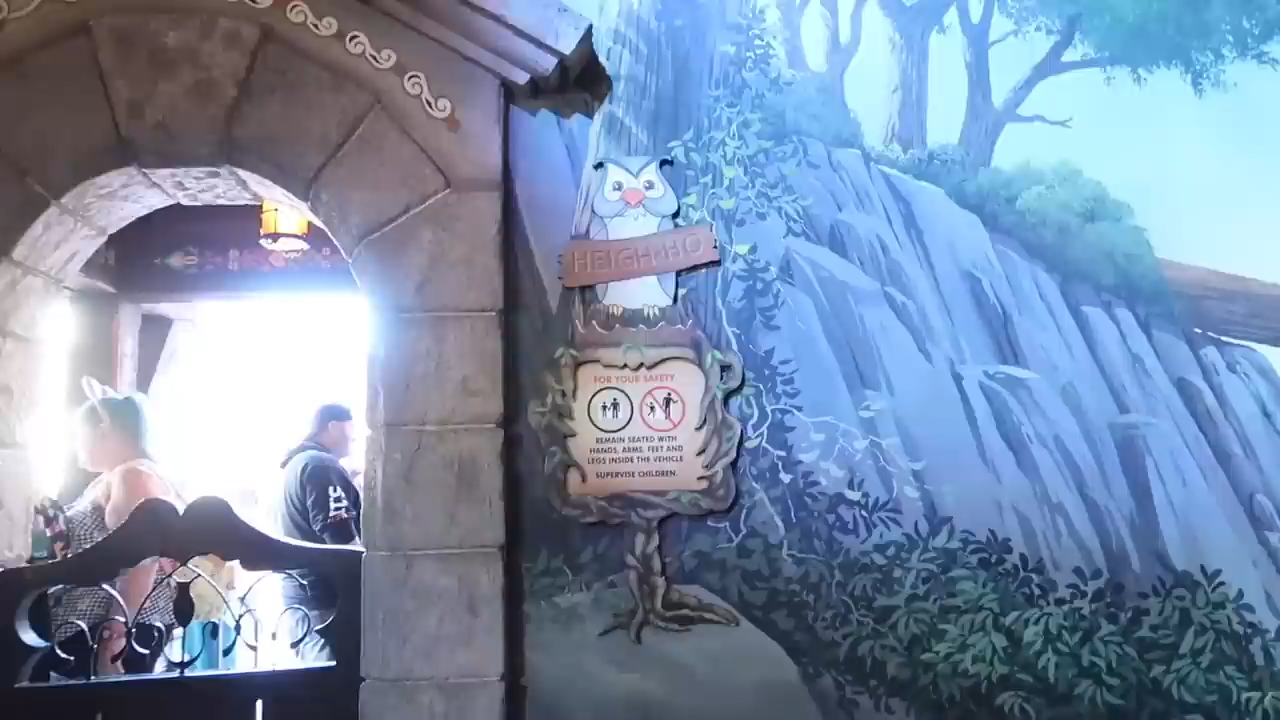 HEIGH-HO
FOR YOUR SAFETY
REMAIN SEATED WITH
HANDS, ARMS, FEET AND
LEGS INSIDE THE VEHICLE
SUPERVISE CHILDREN.